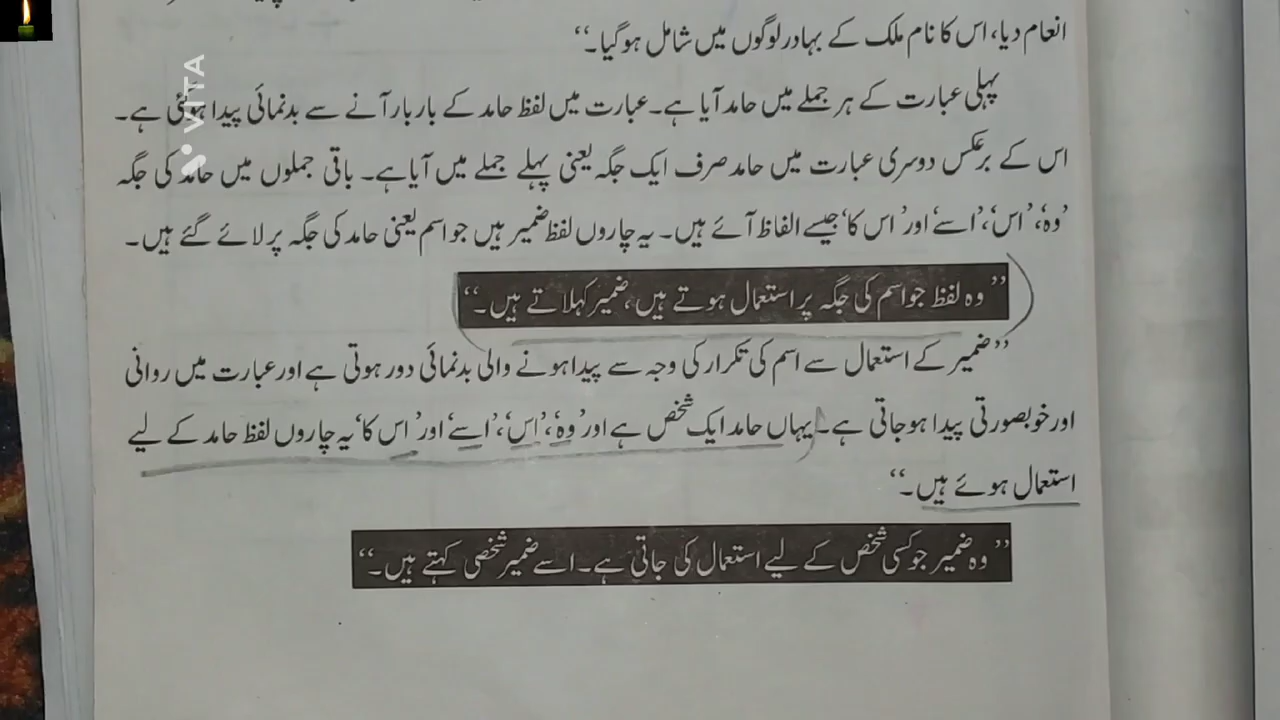 انعام دیا، اس کا نام ملک کے بہادر لوگوں میں شامل ہو گیا۔‘‘
پہلی عبارت کے ہر جملے میں حامد آیا ہے۔ عبارت میں لفظ حامد کے بار بار آنے سے بدنمائی پیدا ہوگئی ہے۔
اس کے برعکس دوسری عبارت میں حامد صرف ایک جگہ یعنی پہلے جملے میں آیا ہے۔ باقی جملوں میں حامد کی جگہ
’وہ‘، ’اس‘، ’اسے‘ اور ’اس کا‘ جیسے الفاظ آئے ہیں۔ یہ چاروں لفظ ضمیر ہیں جو اسم یعنی حامد کی جگہ پر لائے گئے ہیں۔
’’وہ لفظ جو اسم کی جگہ پر استعمال ہوتے ہیں، ضمیر کہلاتے ہیں۔‘‘
’’ضمیر کے استعمال سے اسم کی تکرار کی وجہ سے پیدا ہونے والی بدنمائی دور ہوتی ہے اور عبارت میں روانی
اور خوبصورتی پیدا ہو جاتی ہے۔ یہاں حامد ایک شخص ہے اور ’وہ‘، ’اس‘، ’اسے‘ اور ’اس کا‘ یہ چاروں لفظ حامد کے لیے
استعمال ہوئے ہیں۔‘‘
’’وہ ضمیر جو کسی شخص کے لیے استعمال کی جاتی ہے۔ اسے ضمیر شخصی کہتے ہیں۔‘‘
VITA